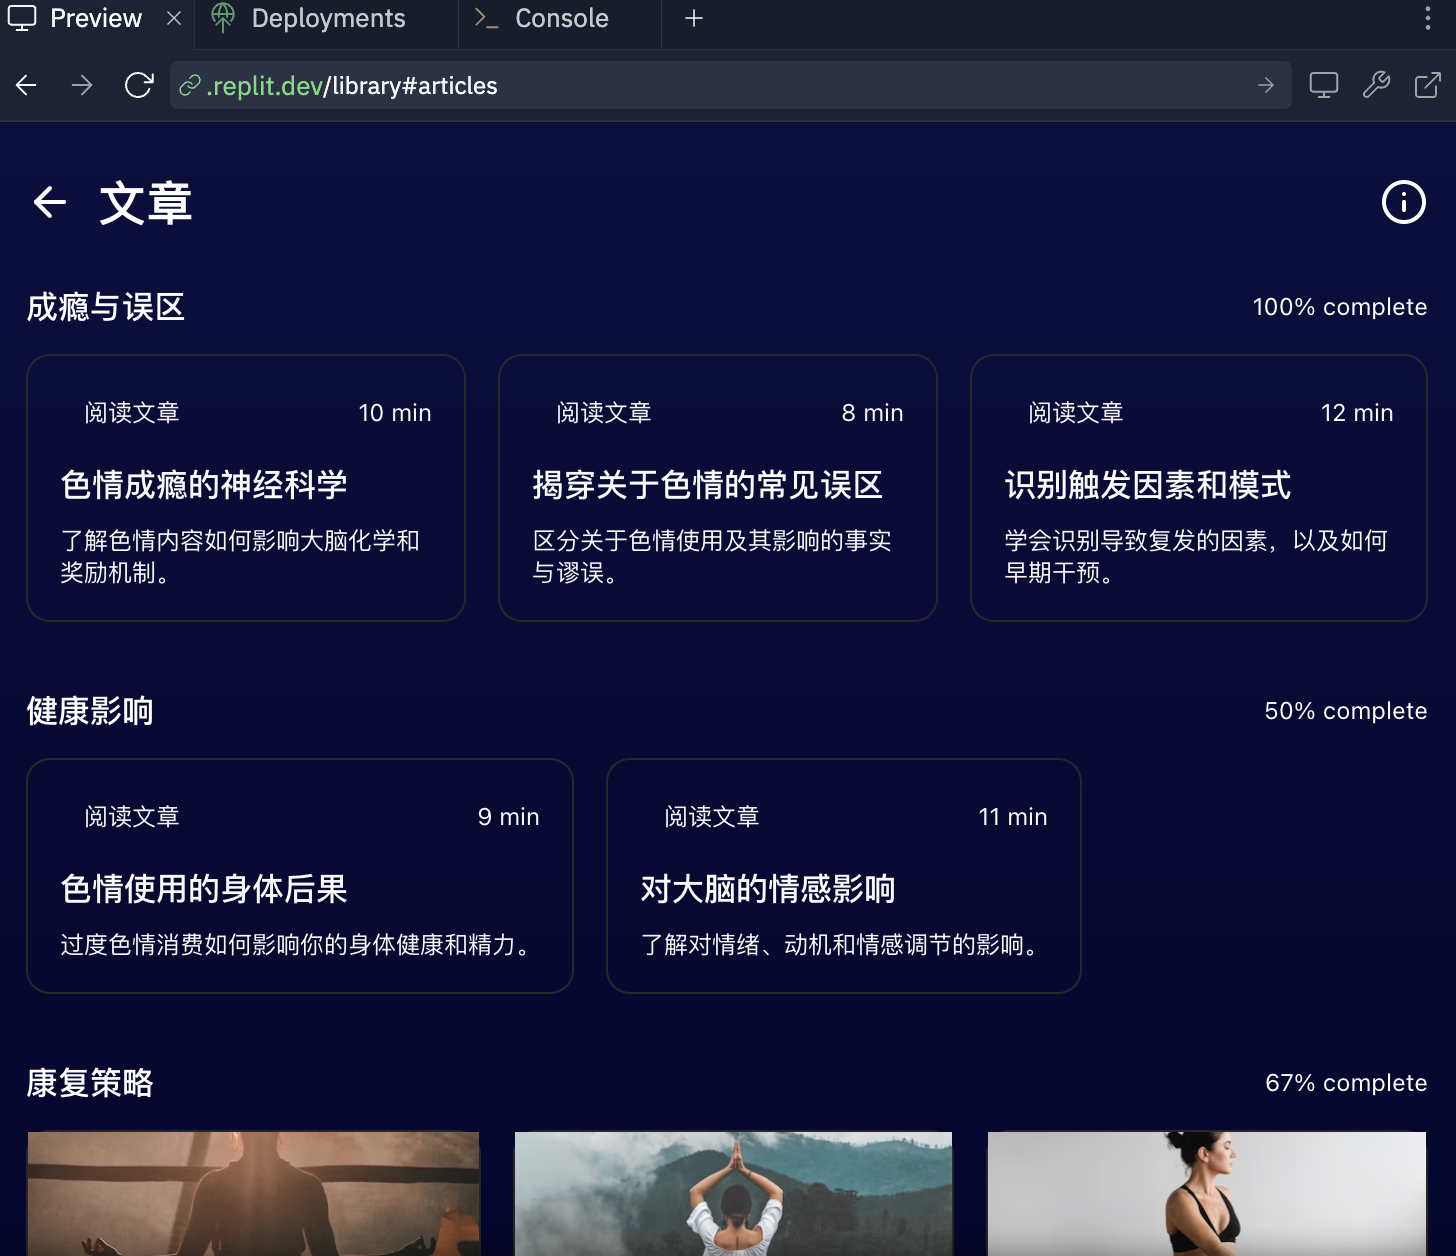 Preview
Deployments
Console
.replit.dev/library#articles
文章
成瘾与误区
100% complete
阅读文章
10 min
色情成瘾的神经科学
了解色情内容如何影响大脑化学和
奖励机制。
阅读文章
8 min
揭穿关于色情的常见误区
区分关于色情使用及其影响的事实
与谬误。
阅读文章
12 min
识别触发因素和模式
学会识别导致复发的因素，以及如何
早期干预。
健康影响
50% complete
阅读文章
9 min
色情使用的身体后果
过度色情消费如何影响你的身体健康和精力。
阅读文章
11 min
对大脑的情感影响
了解对情绪、动机和情感调节的影响。
康复策略
67% complete